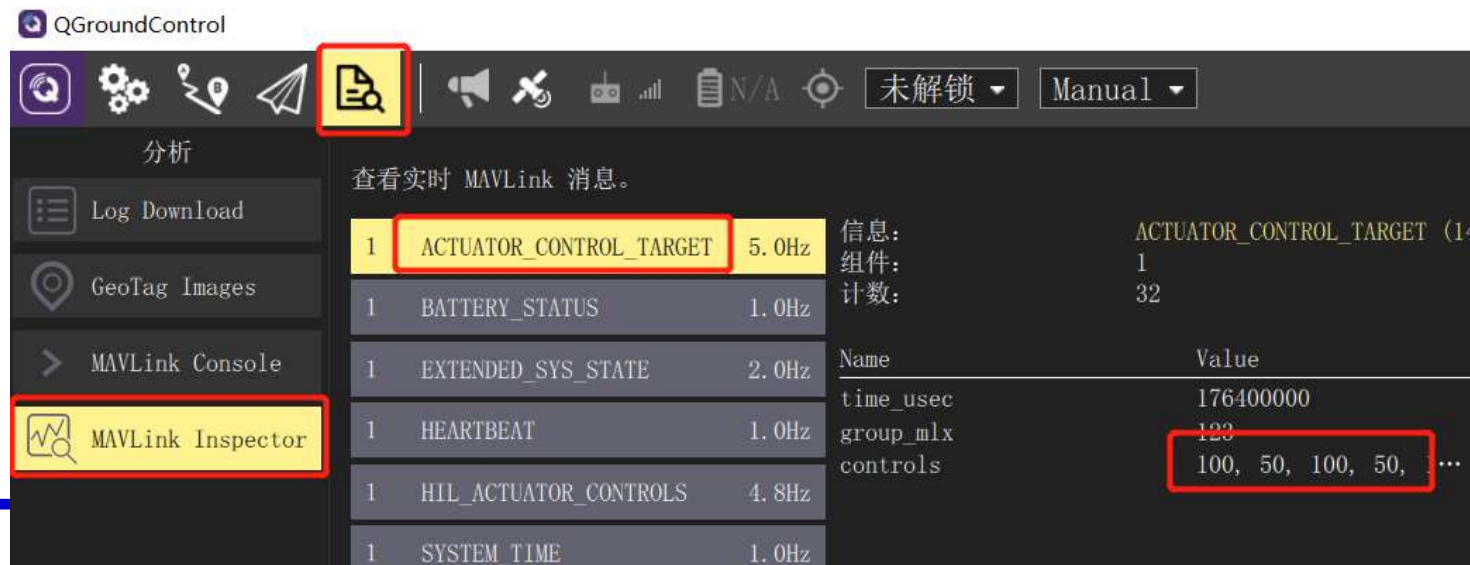 QGroundControl
N/A 未解锁 Manual
分析
Log Download
GeoTag Images
MAVLink Console
MAVLink Inspector
查看实时 MAVLink 消息。
1 ACTUATOR_CONTROL_TARGET 5.0Hz
1 BATTERY_STATUS 1.0Hz
1 EXTENDED_SYS_STATE 2.0Hz
1 HEARTBEAT 1.0Hz
1 HIL_ACTUATOR_CONTROLS 4.8Hz
1 SYSTEM_TIME 1.0Hz
信息: ACTUATOR_CONTROL_TARGET (14
组件: 1
计数: 32
Name Value
time_usec 176400000
group_mlx 123
controls 100, 50, 100, 50, …